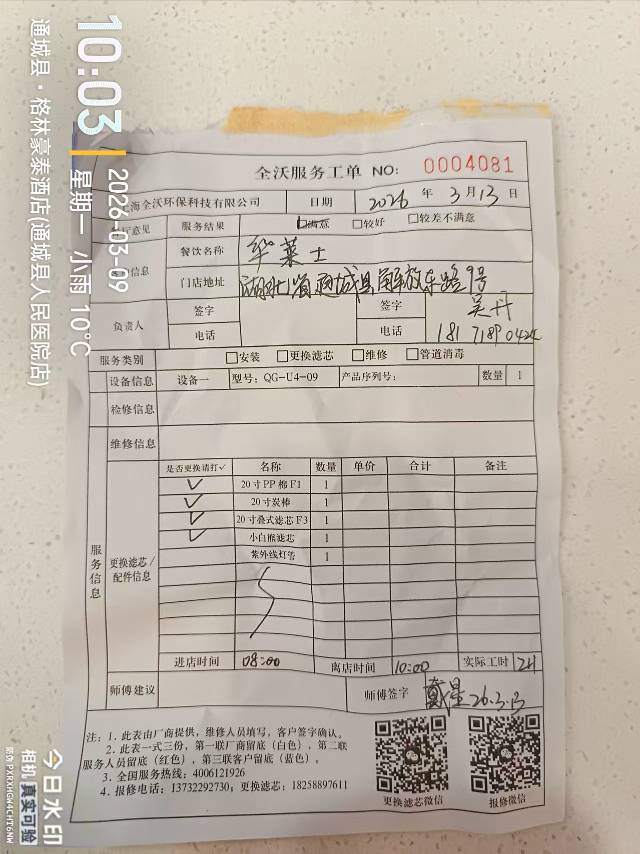 10:03
2026-03-09
星期一 小雨 10℃
通城县·格林豪泰酒店(通城县人民医院店)
今日水印
相机 真实可验
防伪 PXRXHGW4CHT6NW
全沃服务工单 NO: 0004081
上海全沃环保科技有限公司 日期 2026 年 3 月 13 日
意见 服务结果 满意 □较好 □较差不满意
信息 餐饮名称 华莱士
门店地址 湖北省通城县解放东路9号
负责人 签字 签字 吴丹
电话 电话 181 7189 0424
服务类别 □安装 □更换滤芯 □维修 □管道消毒
设备信息 设备一 型号: QG-U4-09 产品序列号: 数量 1
检修信息
维修信息
服务信息
更换滤芯/配件信息
是否更换请打✓ 名称 数量 单价 合计 备注
✓ 20寸PP棉F1 1
✓ 20寸炭棒 1
✓ 20寸叠式滤芯F3 1
✓ 小白猴滤芯 1
紫外线灯管 1
进店时间 08:00 离店时间 10:00 实际工时 2H
师傅建议 师傅签字 戴星 26.3.13
注: 1. 此表由厂商提供, 维修人员填写, 客户签字确认。
2. 此表一式三份, 第一联厂商留底(白色), 第二联
服务人员留底(红色), 第三联客户留底(蓝色)。
3. 全国服务热线: 4006121926
4. 报修电话: 13732292730; 更换滤芯: 18258897611
更换滤芯微信 报修微信